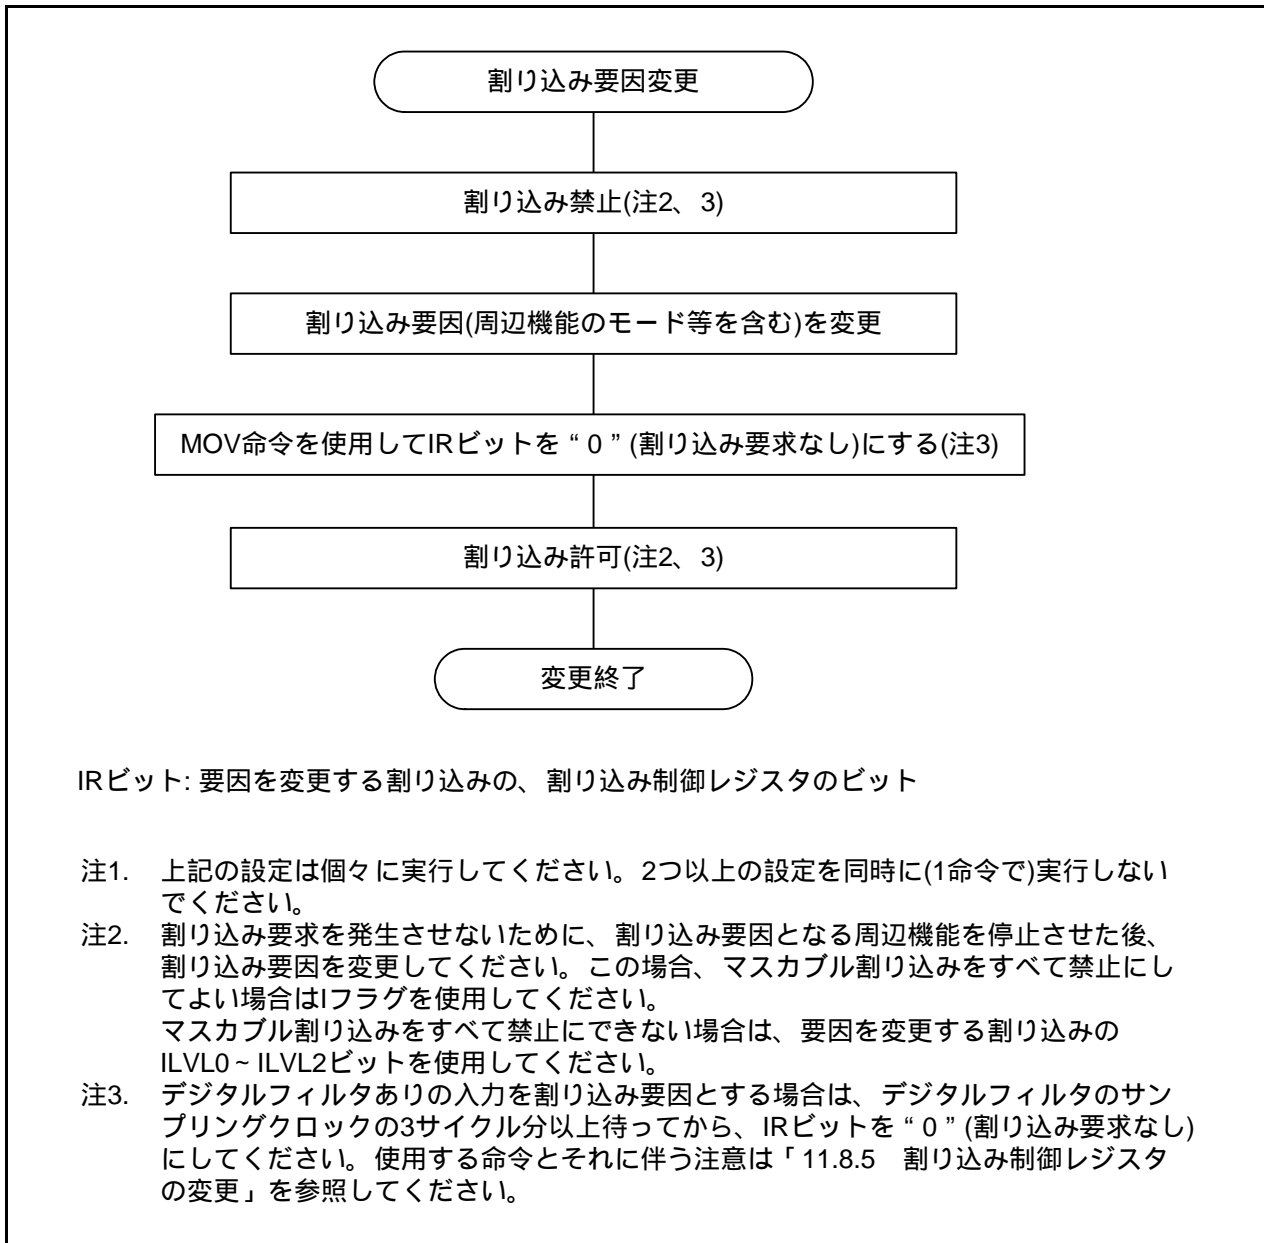 割り込み要因変更
割り込み禁止(注2、3)
割り込み要因(周辺機能のモード等を含む)を変更
MOV命令を使用してIRビットを“0”(割り込み要求なし)にする(注3)
割り込み許可(注2、3)
変更終了
IRビット: 要因を変更する割り込みの、割り込み制御レジスタのビット
注1. 上記の設定は個々に実行してください。2つ以上の設定を同時に(1命令で)実行しない
でください。
注2. 割り込み要求を発生させないために、割り込み要因となる周辺機能を停止させた後、
割り込み要因を変更してください。この場合、マスカブル割り込みをすべて禁止にし
てよい場合はIフラグを使用してください。
マスカブル割り込みをすべて禁止にできない場合は、要因を変更する割り込みの
ILVL0~ILVL2ビットを使用してください。
注3. デジタルフィルタありの入力を割り込み要因とする場合は、デジタルフィルタのサン
プリングクロックの3サイクル分以上待ってから、IRビットを“0”(割り込み要求なし)
にしてください。使用する命令とそれに伴う注意は「11.8.5 割り込み制御レジスタ
の変更」を参照してください。